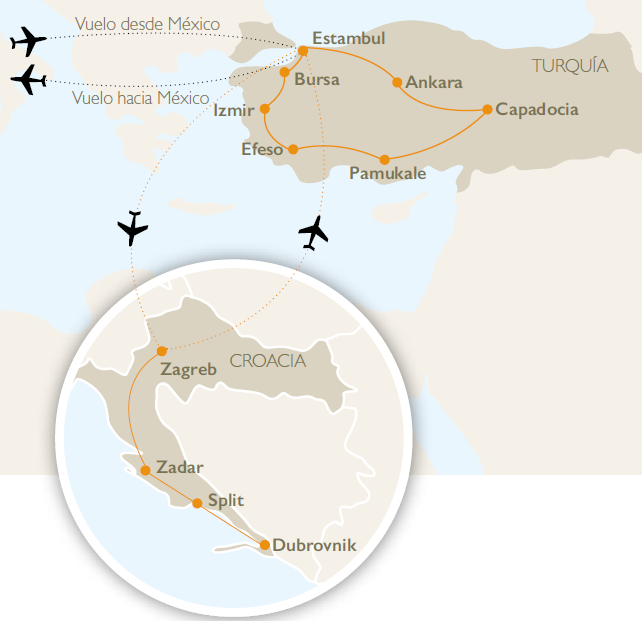 Vuelo desde México
Estambul
TURQUÍA
Bursa
Ankara
Vuelo hacia México
Izmir
Capadocia
Efeso
Pamukale
CROACIA
Zagreb
Zadar
Split
Dubrovnik